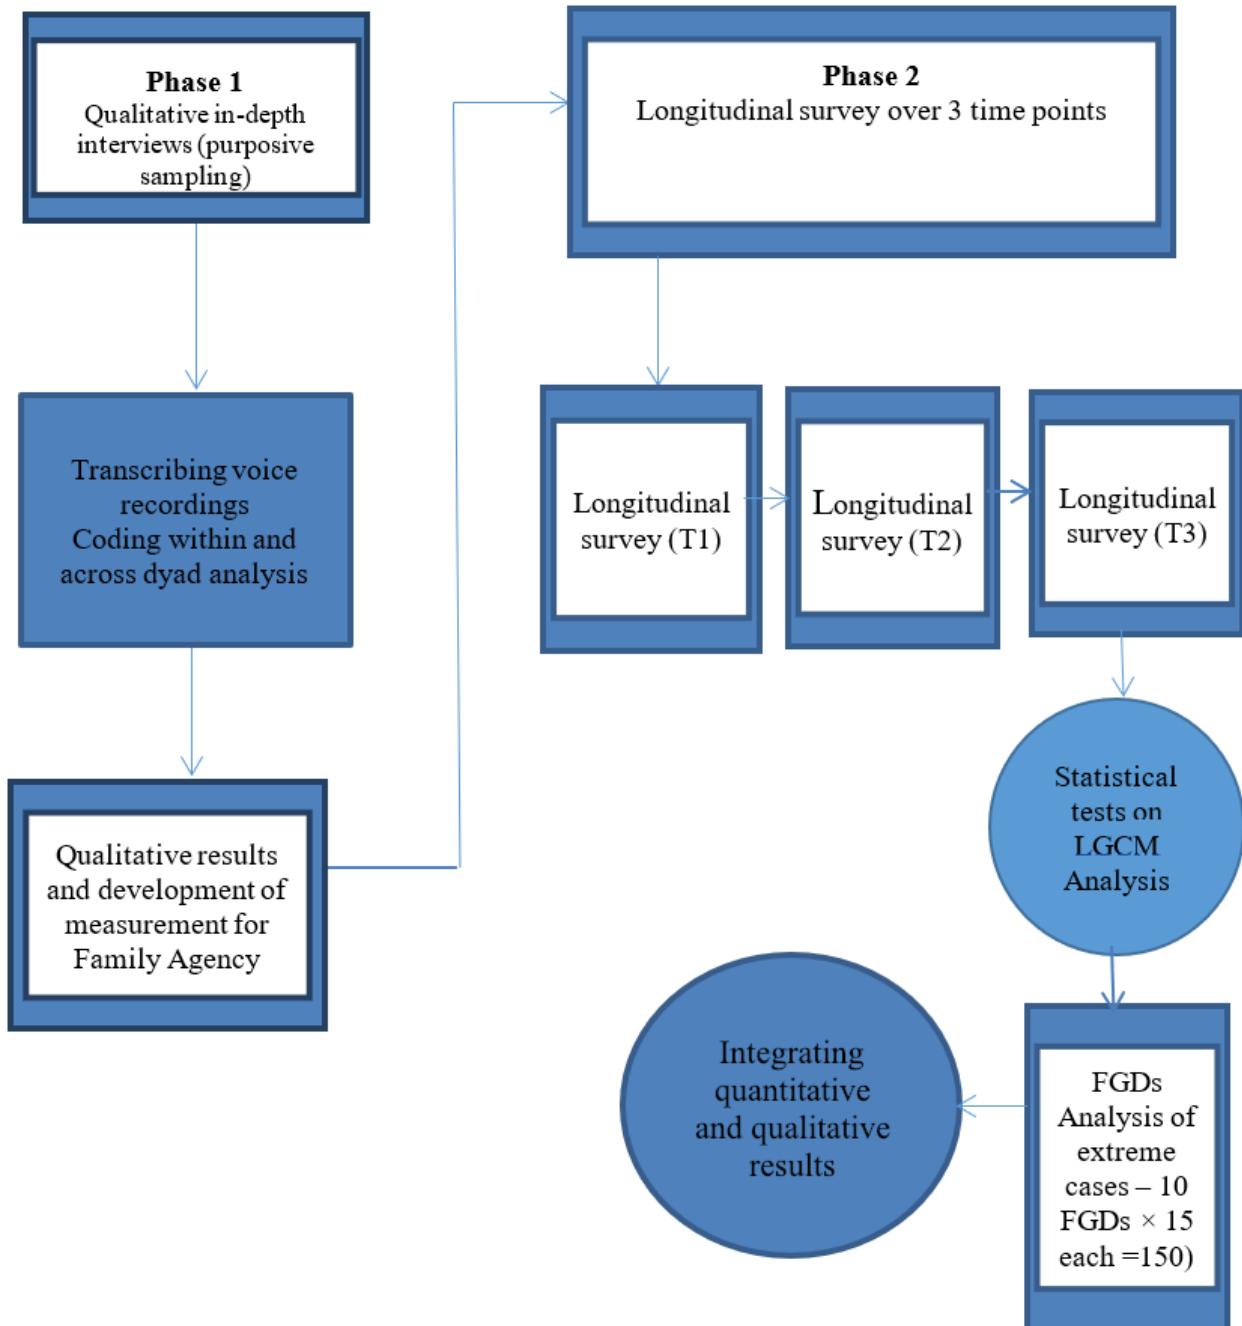 Phase 1
Qualitative in-depth
interviews (purposive
sampling)
Transcribing voice
recordings
Coding within and
across dyad analysis
Qualitative results
and development of
measurement for
Family Agency
Phase 2
Longitudinal survey over 3 time points
Longitudinal
survey (T1)
Longitudinal
survey (T2)
Longitudinal
survey (T3)
Statistical
tests on
LGCM
Analysis
FGDs
Analysis of
extreme
cases – 10
FGDs × 15
each =150)
Integrating
quantitative
and qualitative
results